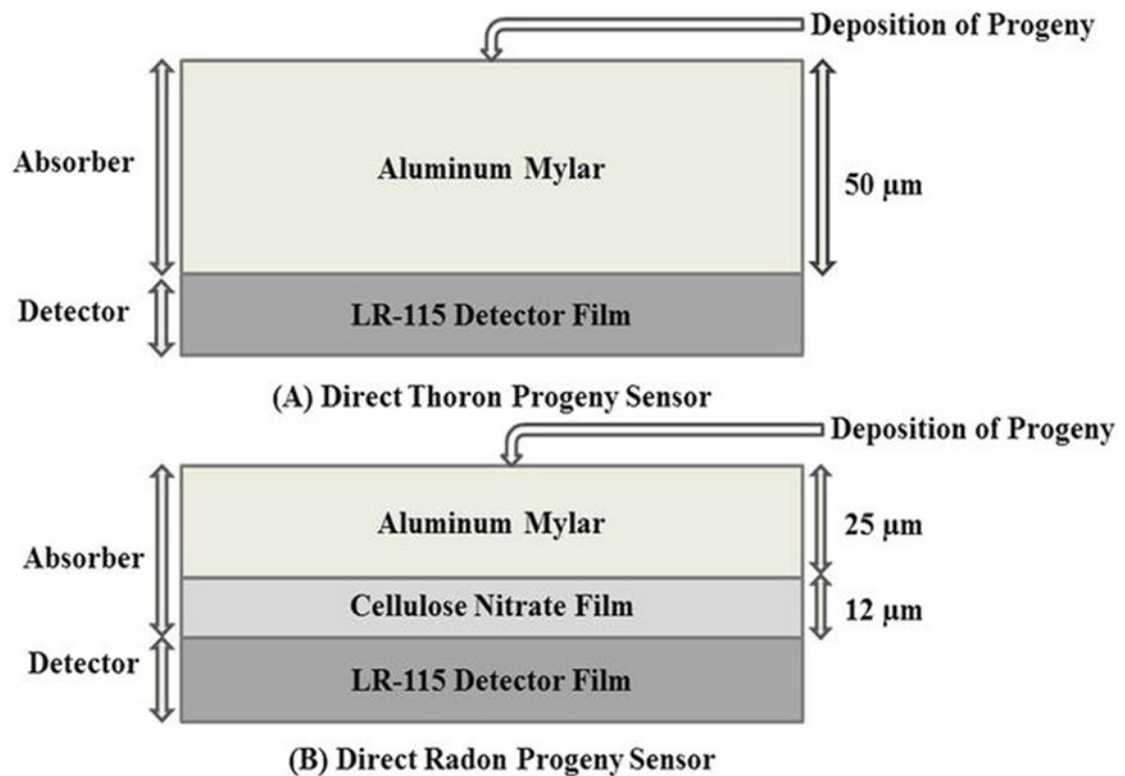 Deposition of Progeny
Absorber
Aluminum Mylar
50 µm
Detector
LR-115 Detector Film
(A) Direct Thoron Progeny Sensor
Deposition of Progeny
Aluminum Mylar
25 µm
Absorber
Cellulose Nitrate Film
12 µm
Detector
LR-115 Detector Film
(B) Direct Radon Progeny Sensor